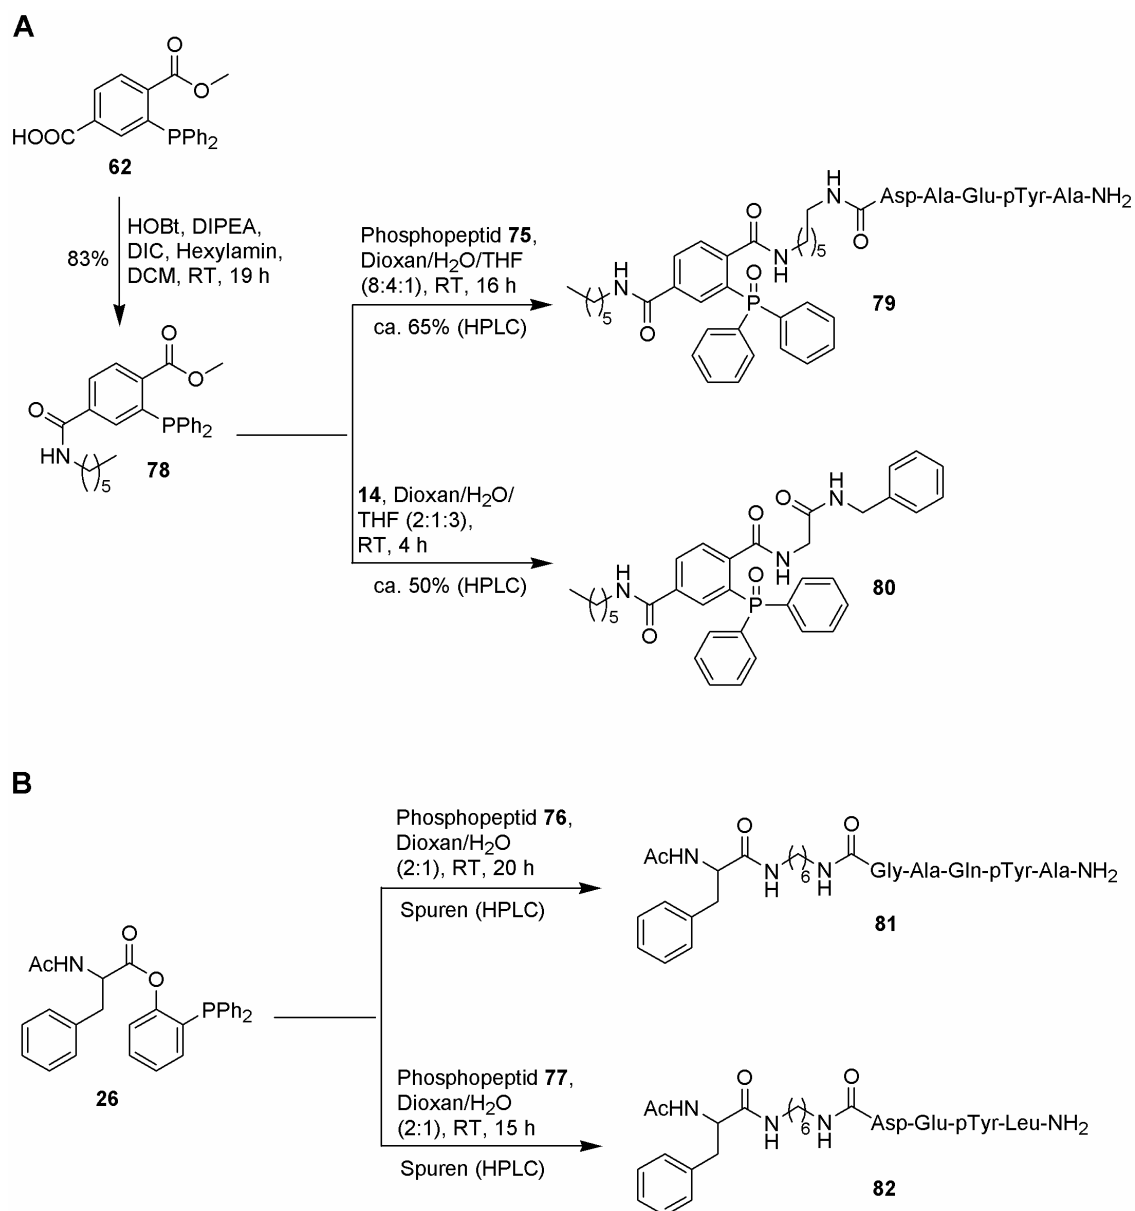 A
O
O
HOOC
PPh2
62
83%
HOBt, DIPEA,
DIC, Hexylamin,
DCM, RT, 19 h
O
O
O
PPh2
HN
( )5
78
Phosphopeptid 75,
Dioxan/H2O/THF
(8:4:1), RT, 16 h
ca. 65% (HPLC)
H
N
Asp-Ala-Glu-pTyr-Ala-NH2
O
O
N
H
( )5
O
P
H
N
( )5
O
79
14, Dioxan/H2O/
THF (2:1:3),
RT, 4 h
ca. 50% (HPLC)
H
N
O
O
N
H
O
P
H
N
( )5
O
80
B
Phosphopeptid 76,
Dioxan/H2O
(2:1), RT, 20 h
Spuren (HPLC)
O
O
AcHN
N
H
( )6
N
H
Gly-Ala-Gln-pTyr-Ala-NH2
81
O
AcHN
O
PPh2
26
Phosphopeptid 77,
Dioxan/H2O
(2:1), RT, 15 h
Spuren (HPLC)
O
O
AcHN
N
H
( )6
N
H
Asp-Glu-pTyr-Leu-NH2
82